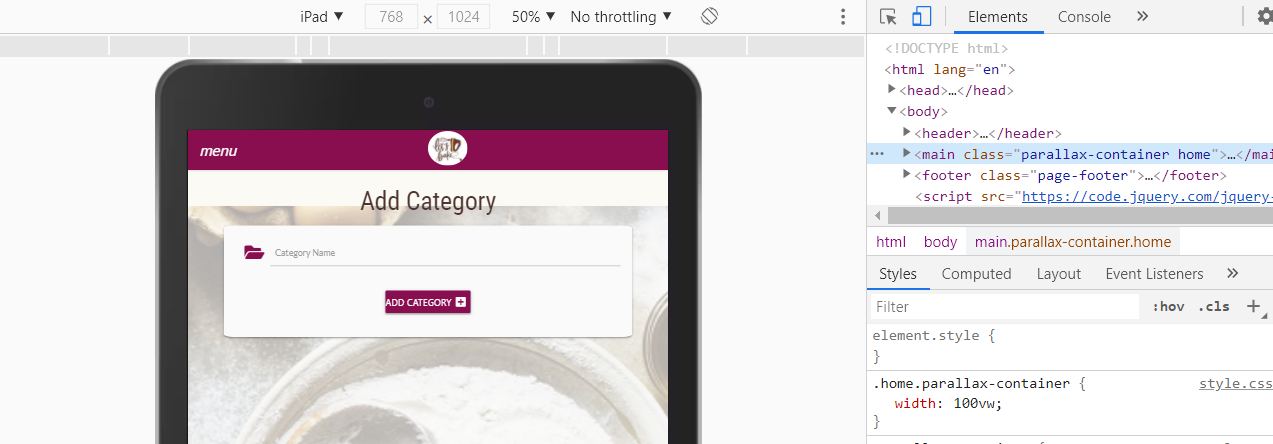 iPad ▼ 768 × 1024 50% ▼ No throttling ▼
Elements Console »
<!DOCTYPE html>
<html lang="en">
▶<head>…</head>
▼<body>
▶<header>…</header>
… ▶<main class="parallax-container home">…</mai
▶<footer class="page-footer">…</footer>
<script src="https://code.jquery.com/jquery-
html body main.parallax-container.home
Styles Computed Layout Event Listeners »
Filter :hov .cls +
element.style {
}
.home.parallax-container { style.css
width: 100vw;
}
menu
let's
bake
Add Category
Category Name
ADD CATEGORY